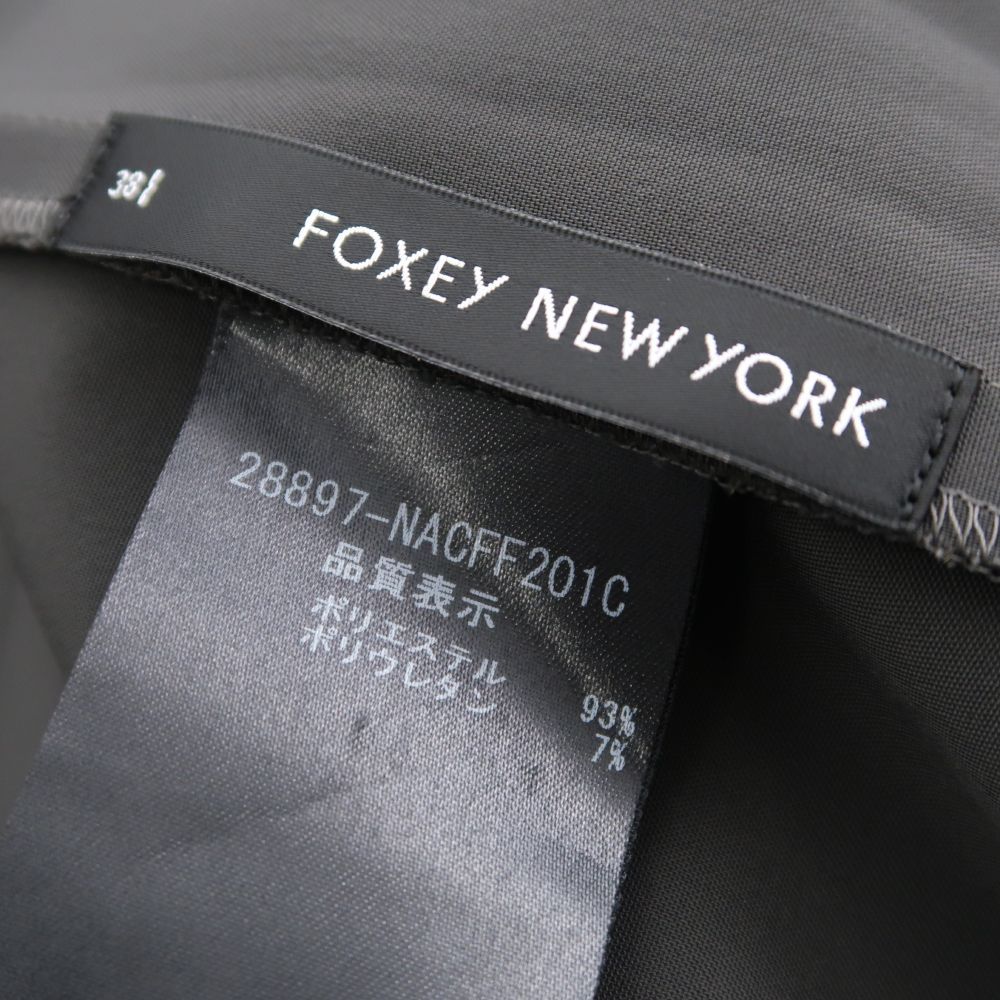 38
FOXEY NEW YORK
28897-NACFF201C
品質表示
ポリエステル 93%
ポリウレタン 7%